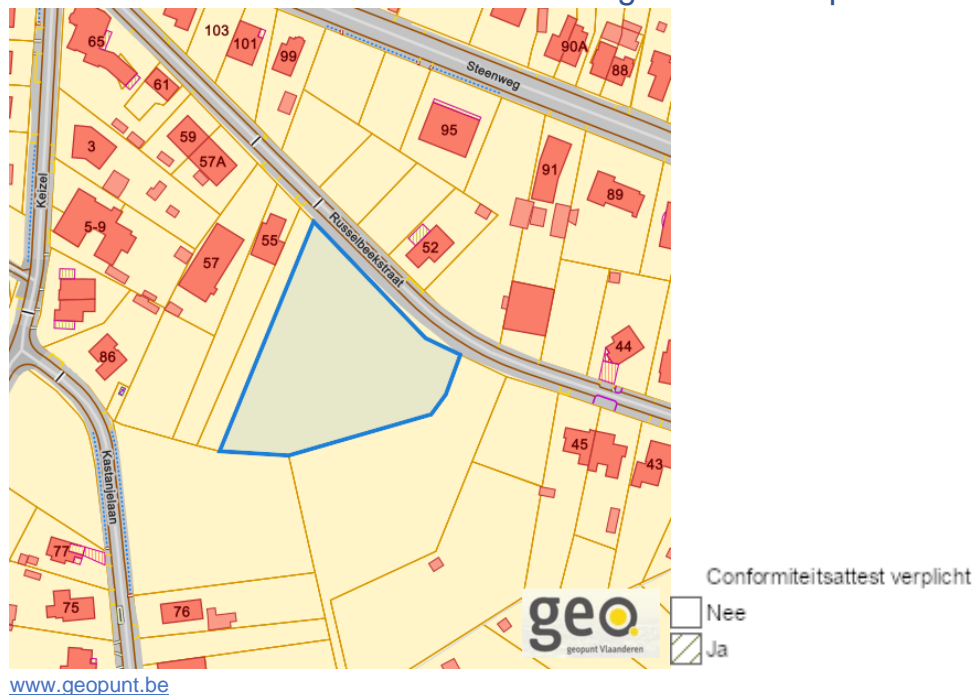 65
103
101
99
90A
88
Steenweg
61
59
57A
95
3
91
89
Keizel
5-9
55
Russelbeekstraat
52
57
86
44
45
43
Kastanjelaan
77
75
76
geo
geopunt Vlaanderen
Conformiteitsattest verplicht
Nee
Ja
www.geopunt.be